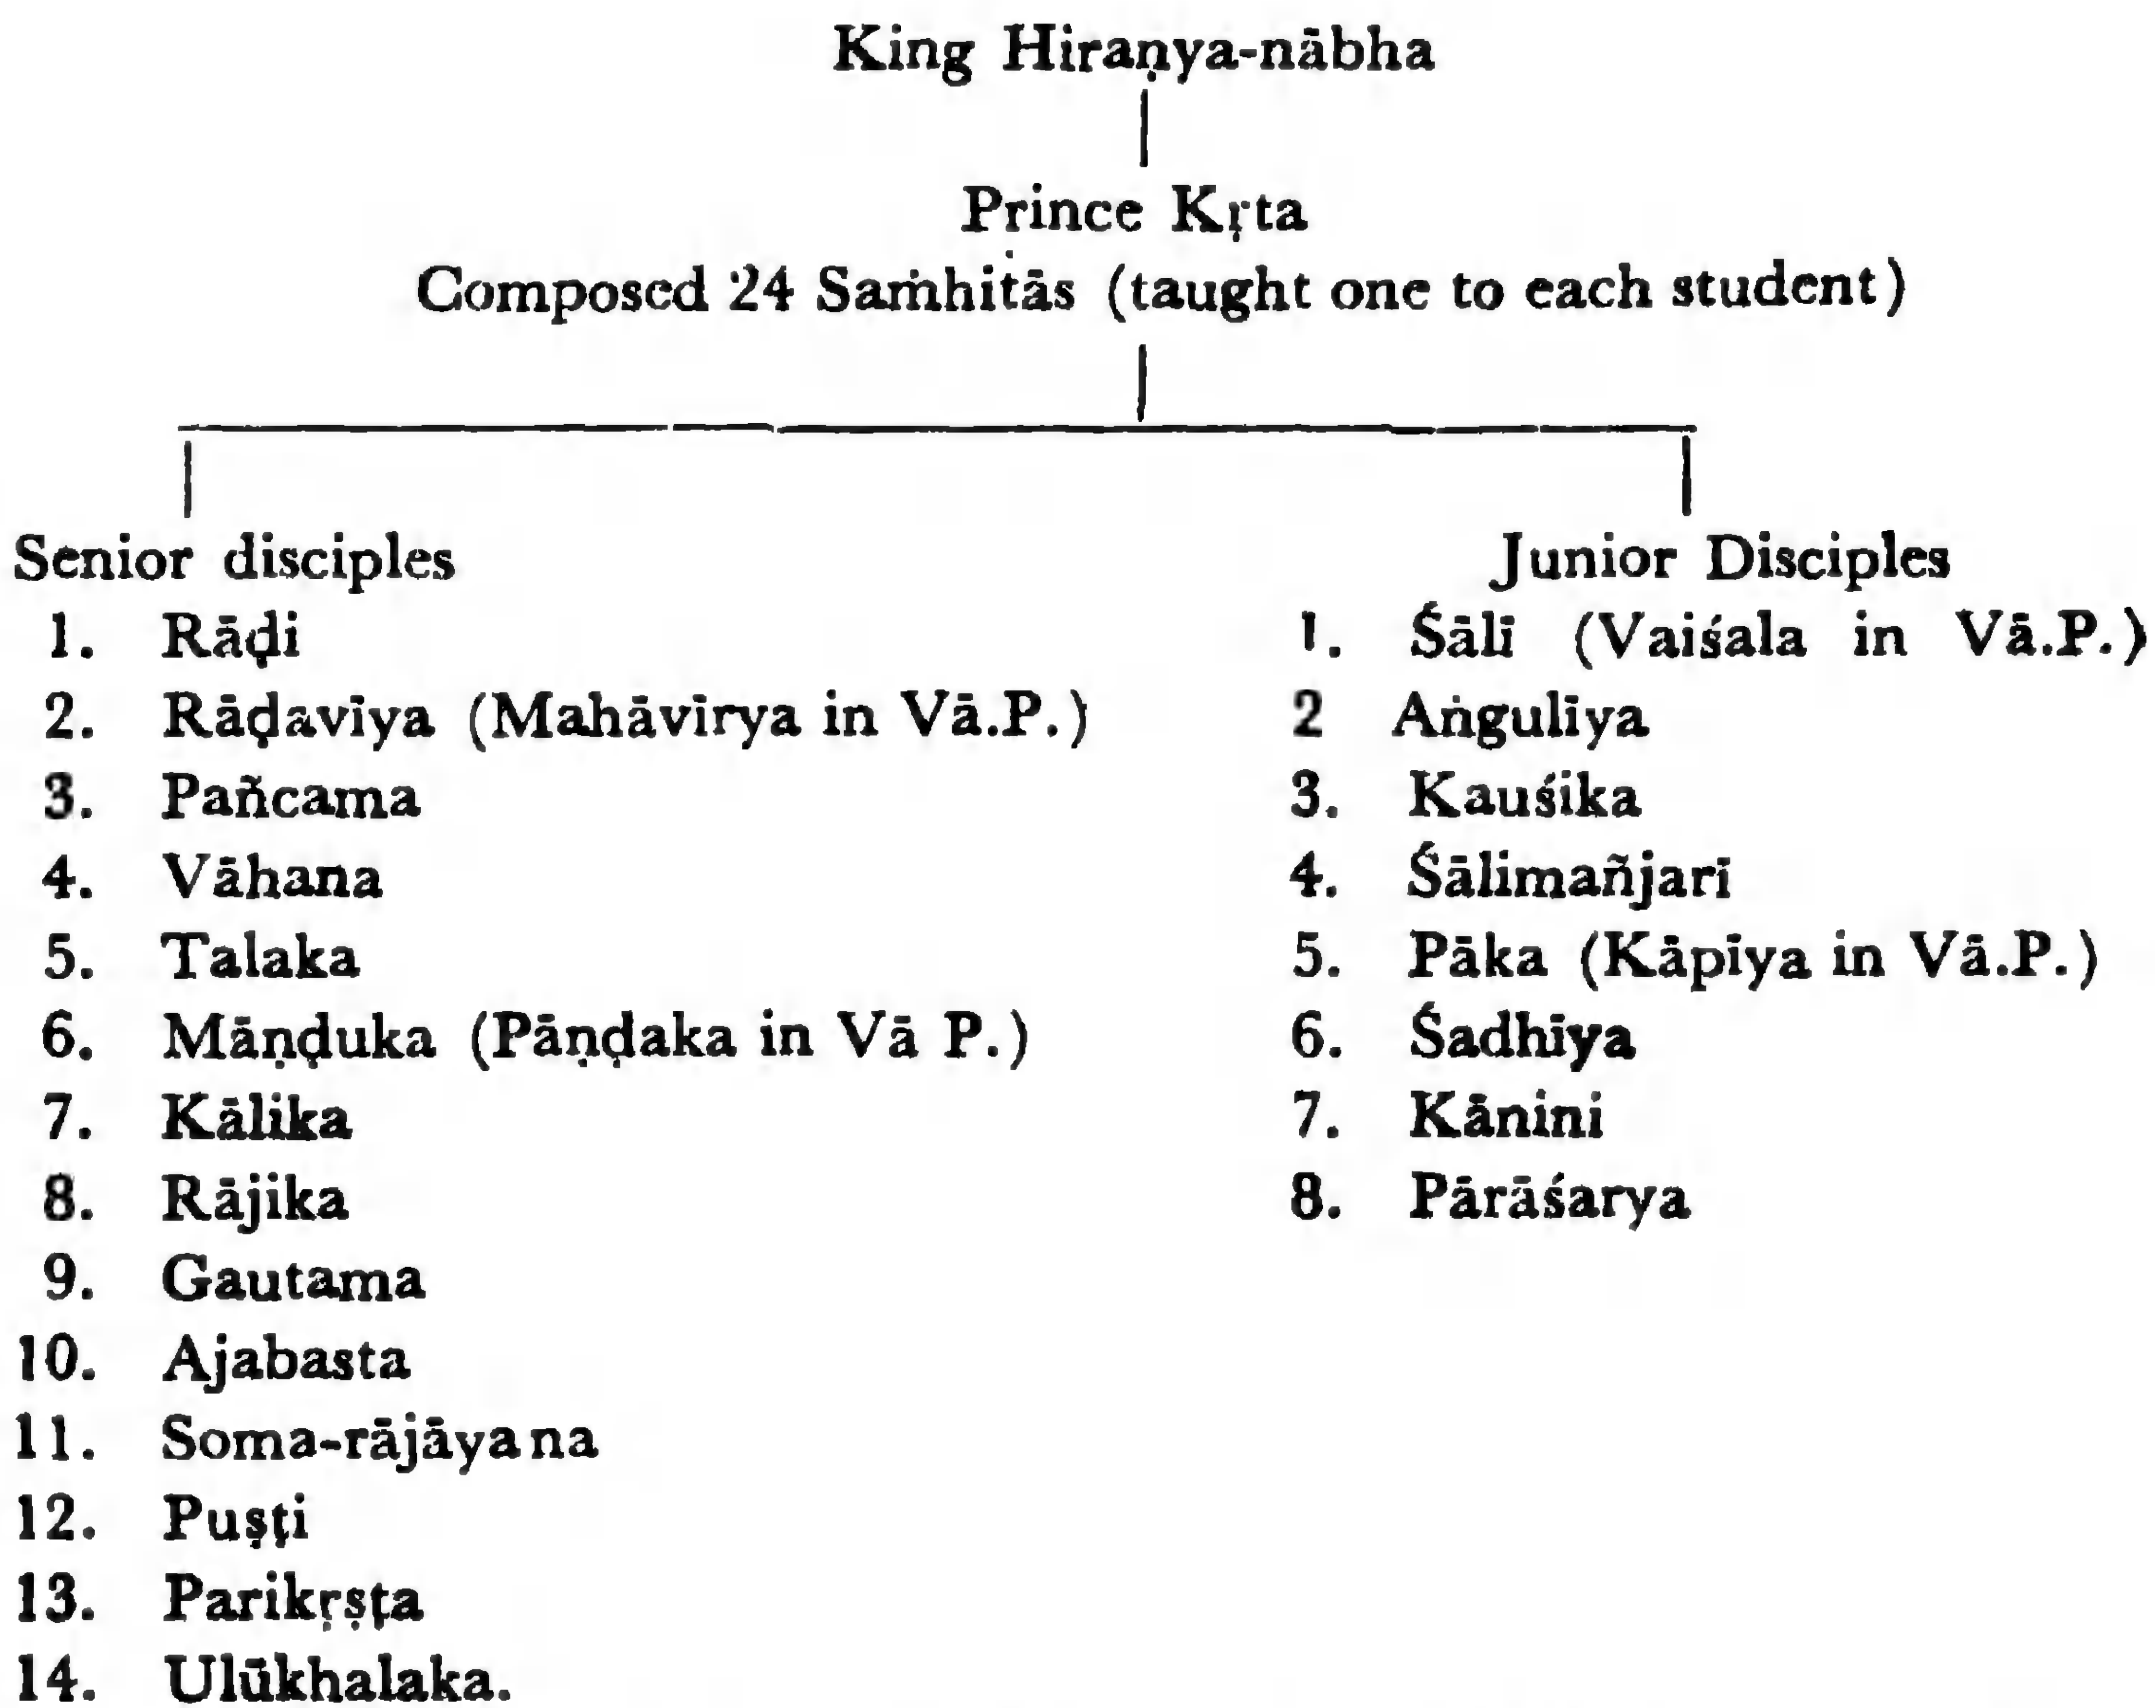 King Hiraṇya-nābha
Prince Kṛta
Composed 24 Saṁhitās (taught one to each student)
Senior disciples
1. Rāḍi
2. Rāḍavīya (Mahāvīrya in Vā.P.)
3. Pañcama
4. Vāhana
5. Talaka
6. Māṇḍuka (Pāṇḍaka in Vā P.)
7. Kālika
8. Rājika
9. Gautama
10. Ajabasta
11. Soma-rājāyana
12. Puṣṭi
13. Parikṛṣṭa
14. Ulūkhalaka.
Junior Disciples
1. Śālī (Vaiśala in Vā.P.)
2 Aṅgulīya
3. Kauśika
4. Śālimañjarī
5. Pāka (Kāpīya in Vā.P.)
6. Śadhīya
7. Kānini
8. Pārāśarya